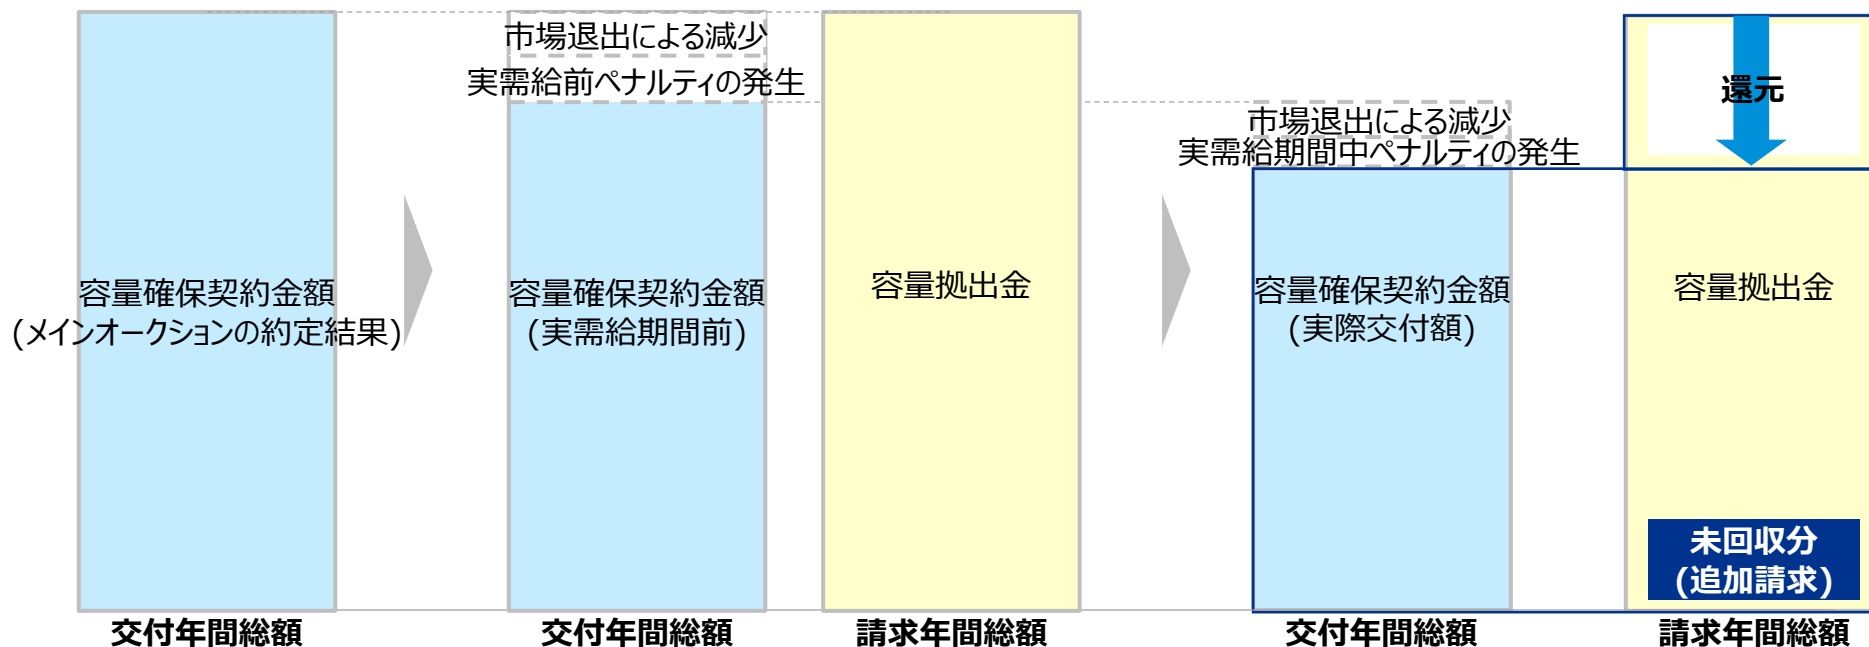 容量確保契約金額
(メインオークションの約定結果)
交付年間総額
市場退出による減少
実需給前ペナルティの発生
容量確保契約金額
(実需給期間前)
交付年間総額
容量拠出金
請求年間総額
市場退出による減少
実需給期間中ペナルティの発生
容量確保契約金額
(実際交付額)
交付年間総額
還元
容量拠出金
未回収分
(追加請求)
請求年間総額